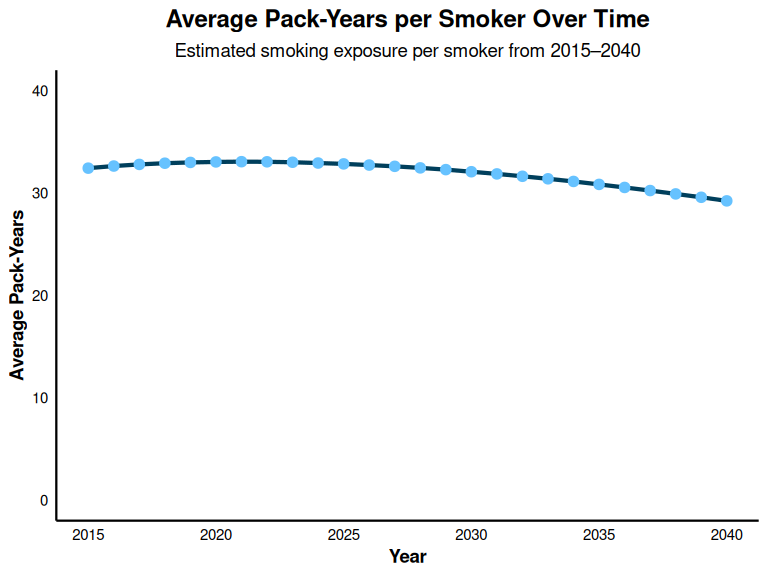 Average Pack-Years per Smoker Over Time
Estimated smoking exposure per smoker from 2015–2040
Average Pack-Years
40
30
20
10
0
2015 2020 2025 2030 2035 2040
Year